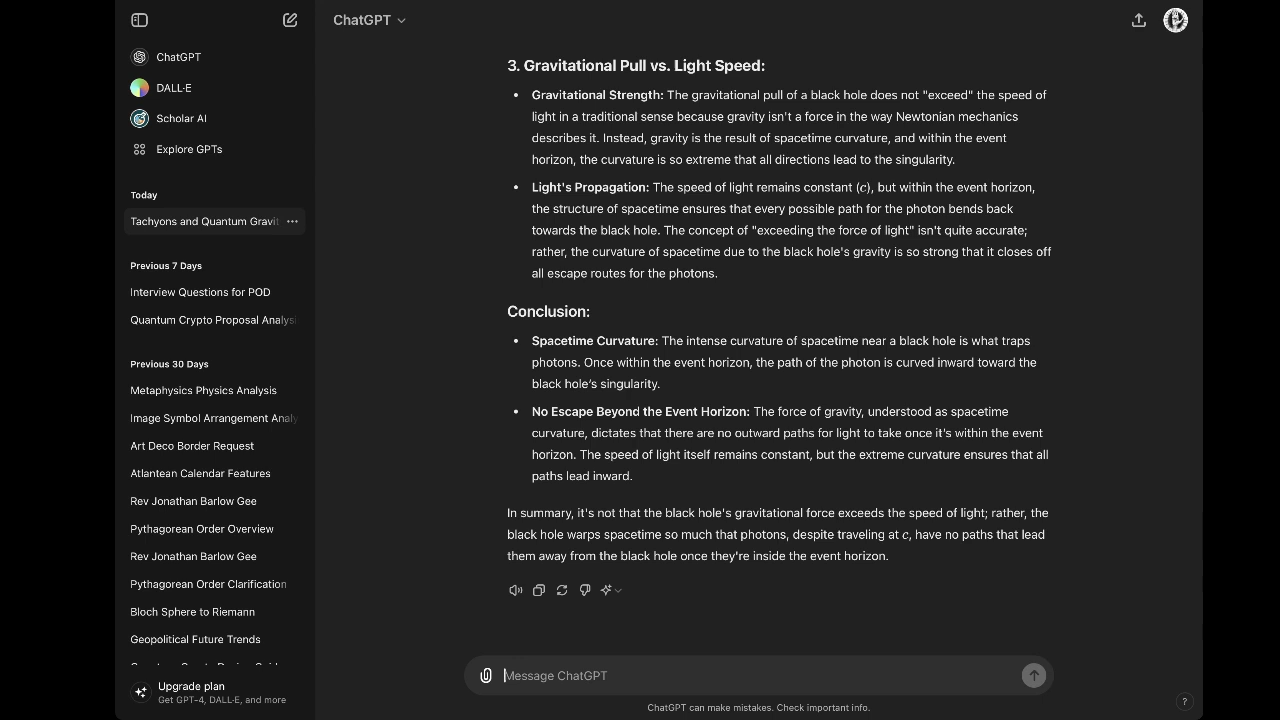 ChatGPT
ChatGPT
DALL·E
Scholar AI
Explore GPTs
Today
Tachyons and Quantum Gravit
Previous 7 Days
Interview Questions for POD
Quantum Crypto Proposal Analysi
Previous 30 Days
Metaphysics Physics Analysis
Image Symbol Arrangement Analy
Art Deco Border Request
Atlantean Calendar Features
Rev Jonathan Barlow Gee
Pythagorean Order Overview
Rev Jonathan Barlow Gee
Pythagorean Order Clarification
Bloch Sphere to Riemann
Geopolitical Future Trends
Upgrade plan
Get GPT-4, DALL·E, and more
3. Gravitational Pull vs. Light Speed:
• Gravitational Strength: The gravitational pull of a black hole does not "exceed" the speed of
light in a traditional sense because gravity isn't a force in the way Newtonian mechanics
describes it. Instead, gravity is the result of spacetime curvature, and within the event
horizon, the curvature is so extreme that all directions lead to the singularity.
• Light's Propagation: The speed of light remains constant (c), but within the event horizon,
the structure of spacetime ensures that every possible path for the photon bends back
towards the black hole. The concept of "exceeding the force of light" isn't quite accurate;
rather, the curvature of spacetime due to the black hole's gravity is so strong that it closes off
all escape routes for the photons.
Conclusion:
• Spacetime Curvature: The intense curvature of spacetime near a black hole is what traps
photons. Once within the event horizon, the path of the photon is curved inward toward the
black hole's singularity.
• No Escape Beyond the Event Horizon: The force of gravity, understood as spacetime
curvature, dictates that there are no outward paths for light to take once it's within the event
horizon. The speed of light itself remains constant, but the extreme curvature ensures that all
paths lead inward.
In summary, it's not that the black hole's gravitational force exceeds the speed of light; rather, the
black hole warps spacetime so much that photons, despite traveling at c, have no paths that lead
them away from the black hole once they're inside the event horizon.
Message ChatGPT
ChatGPT can make mistakes. Check important info.
?